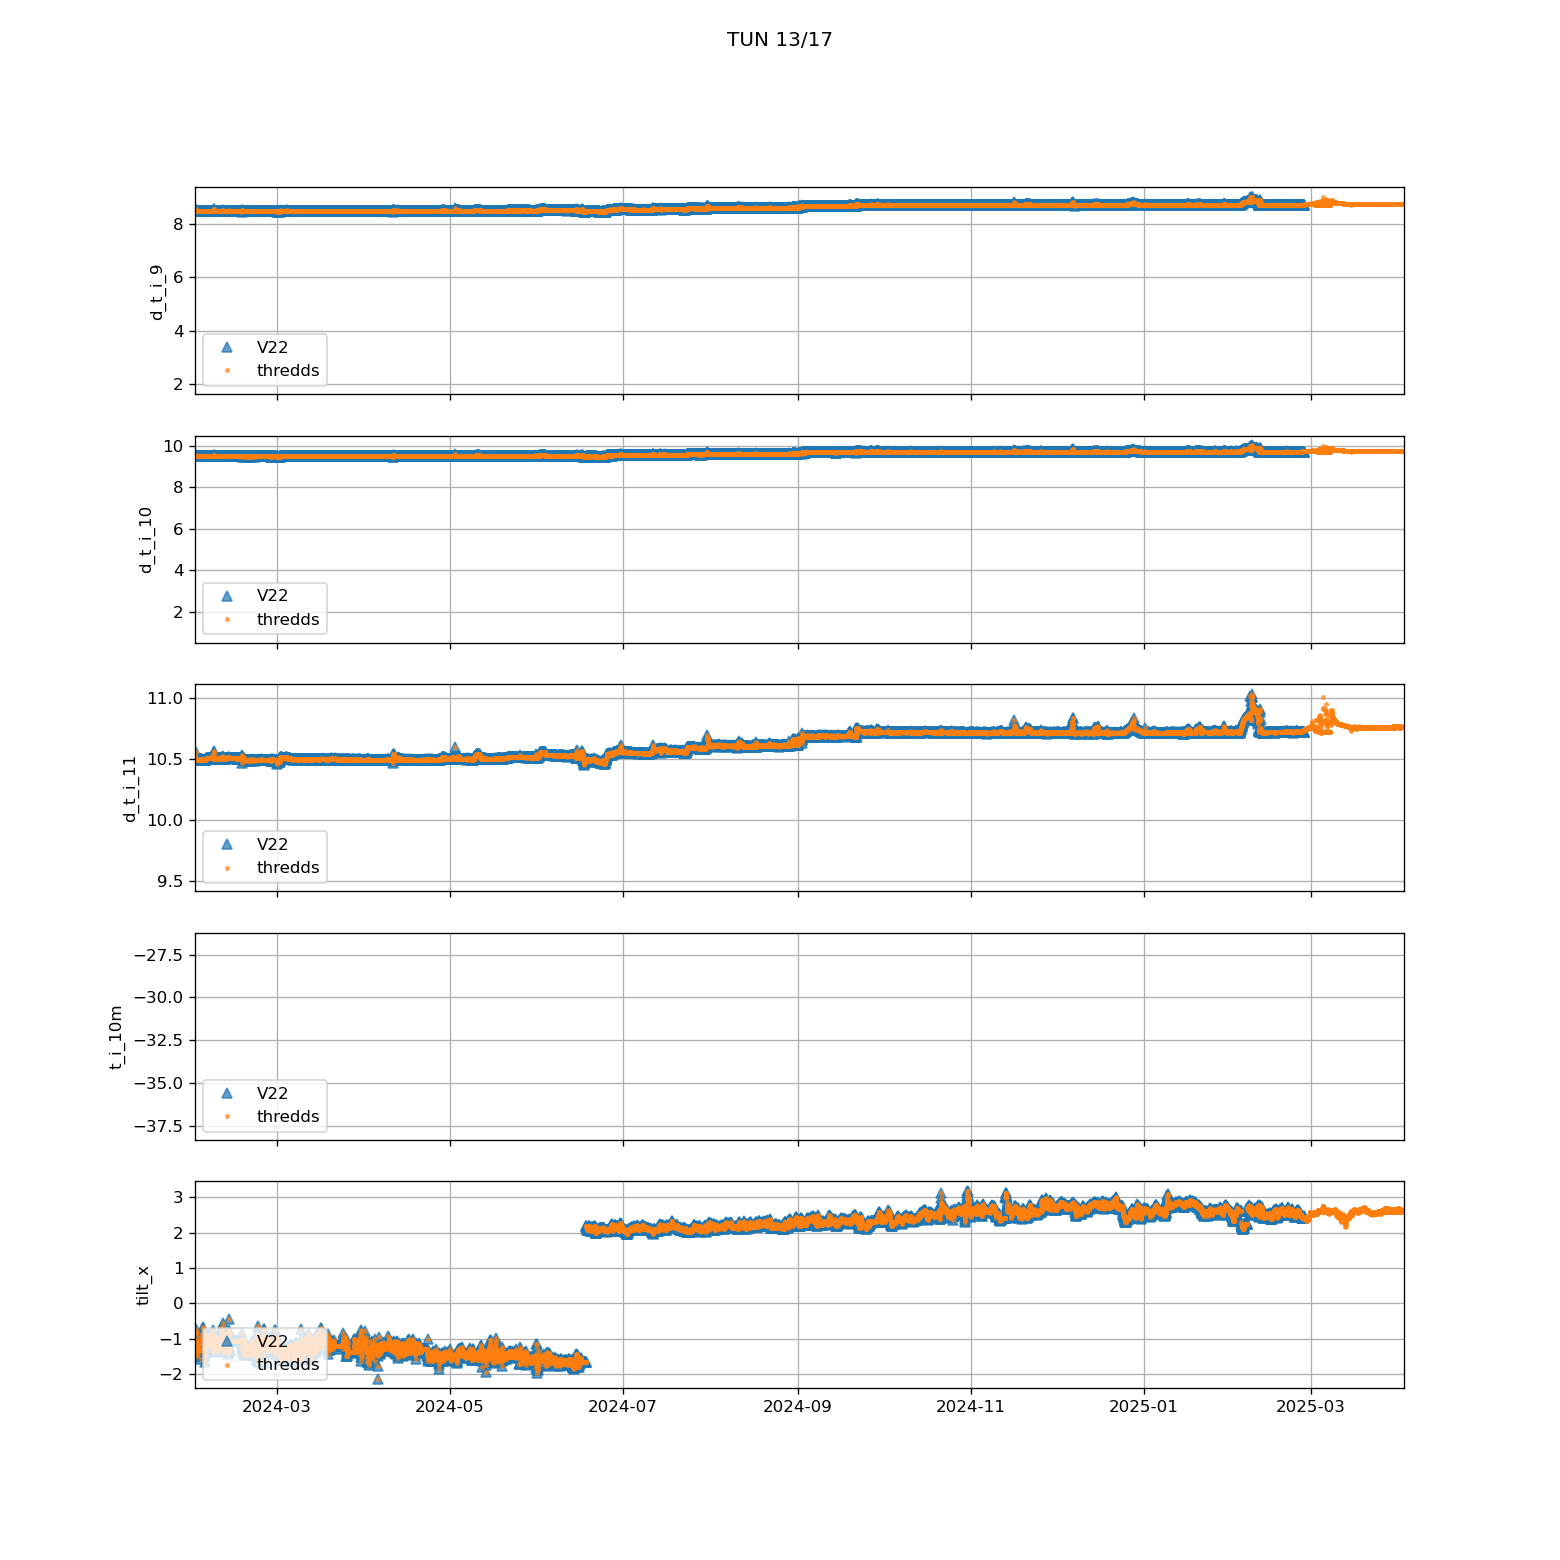 TUN 13/17
8
6
4
2
d_t_i_9
V22
thredds
10
8
6
4
2
d_t_i_10
V22
thredds
11.0
10.5
10.0
9.5
d_t_i_11
V22
thredds
−27.5
−30.0
−32.5
−35.0
−37.5
t_i_10m
V22
thredds
3
2
1
0
−1
−2
tilt_x
V22
thredds
2024-03 2024-05 2024-07 2024-09 2024-11 2025-01 2025-03